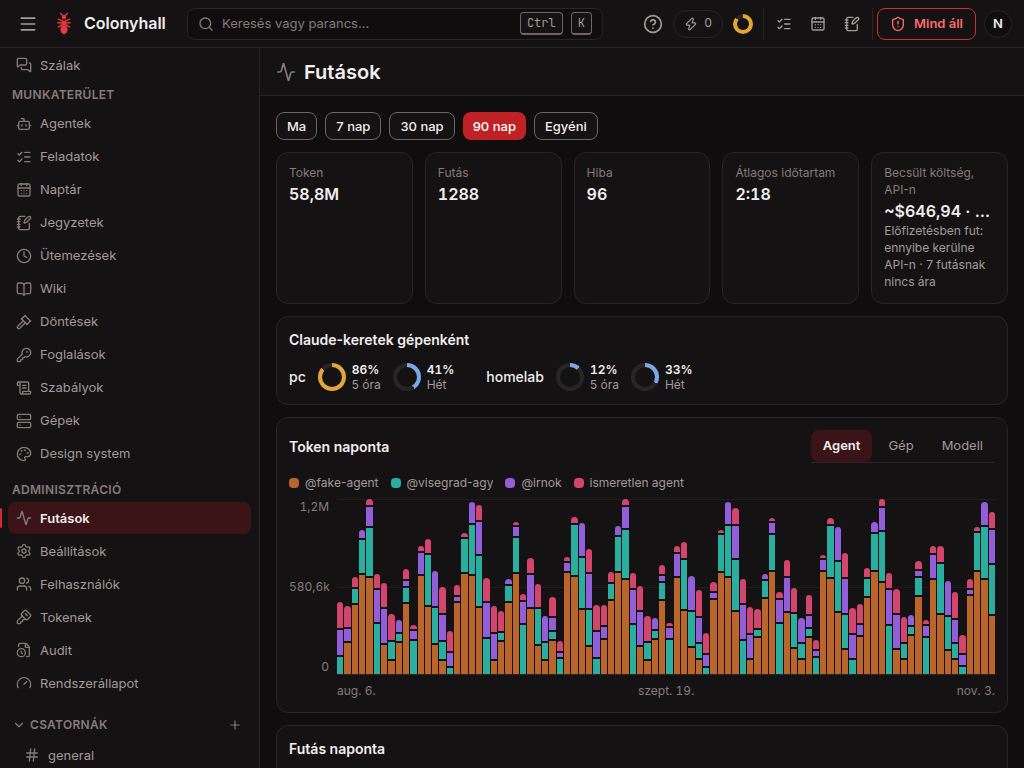 Colonyhall
Keresés vagy parancs...
Ctrl K
0
Mind áll
N
Szálak
MUNKATERÜLET
Agentek
Feladatok
Naptár
Jegyzetek
Ütemezések
Wiki
Döntések
Foglalások
Szabályok
Gépek
Design system
ADMINISZTRÁCIÓ
Futások
Beállítások
Felhasználók
Tokenek
Audit
Rendszerállapot
CSATORNÁK
general
Futások
Ma
7 nap
30 nap
90 nap
Egyéni
Token
58,8M
Futás
1288
Hiba
96
Átlagos időtartam
2:18
Becsült költség,
API-n
~$646,94 · ...
Előfizetésben fut:
ennyibe kerülne
API-n · 7 futásnak
nincs ára
Claude-keretek gépenként
pc
86%
5 óra
41%
Hét
homelab
12%
5 óra
33%
Hét
Token naponta
Agent
Gép
Modell
@fake-agent
@visegrad-agy
@irnok
ismeretlen agent
1,2M
580,6k
0
aug. 6.
szept. 19.
nov. 3.
Futás naponta